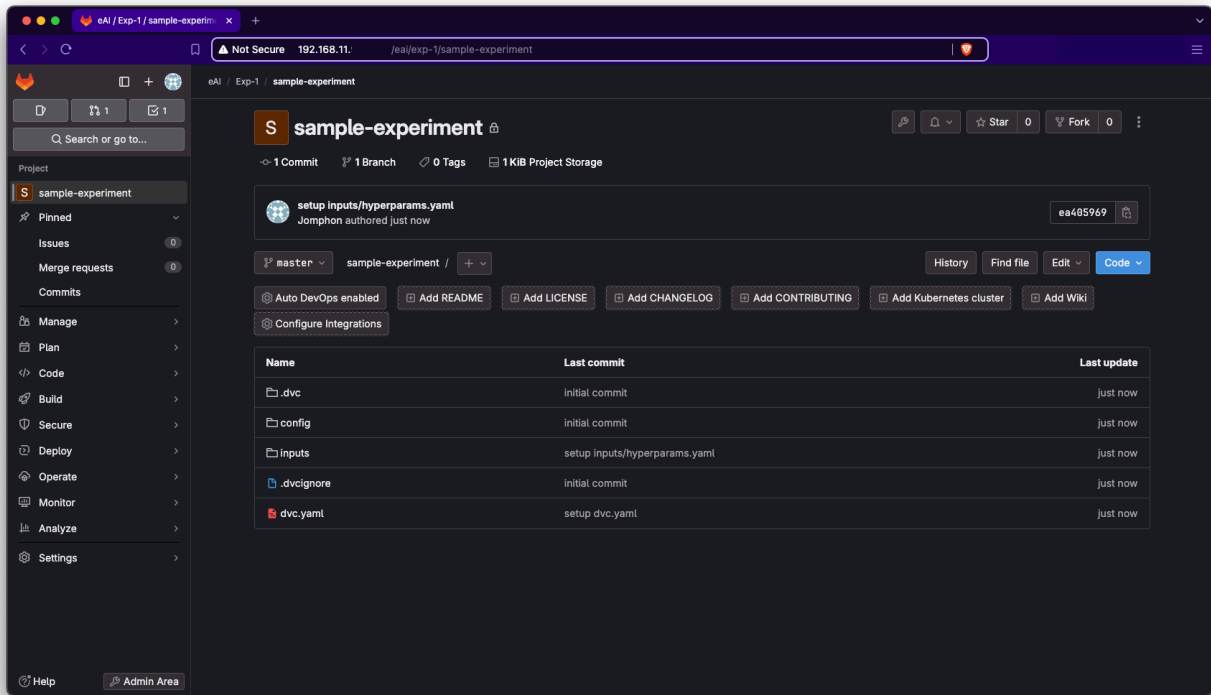 eAI / Exp-1 / sample-experim
Not Secure 192.168.11. /eai/exp-1/sample-experiment
1 1
Search or go to...
Project
S sample-experiment
Pinned
Issues 0
Merge requests 0
Commits
Manage
Plan
Code
Build
Secure
Deploy
Operate
Monitor
Analyze
Settings
Help
Admin Area
eAI / Exp-1 / sample-experiment
S sample-experiment
Star 0 Fork 0
1 Commit 1 Branch 0 Tags 1 KiB Project Storage
setup inputs/hyperparams.yaml
Jomphon authored just now
ea405969
master sample-experiment / +
History Find file Edit Code
Auto DevOps enabled Add README Add LICENSE Add CHANGELOG Add CONTRIBUTING Add Kubernetes cluster Add Wiki
Configure Integrations
Name Last commit Last update
.dvc initial commit just now
config initial commit just now
inputs setup inputs/hyperparams.yaml just now
.dvcignore initial commit just now
dvc.yaml setup dvc.yaml just now